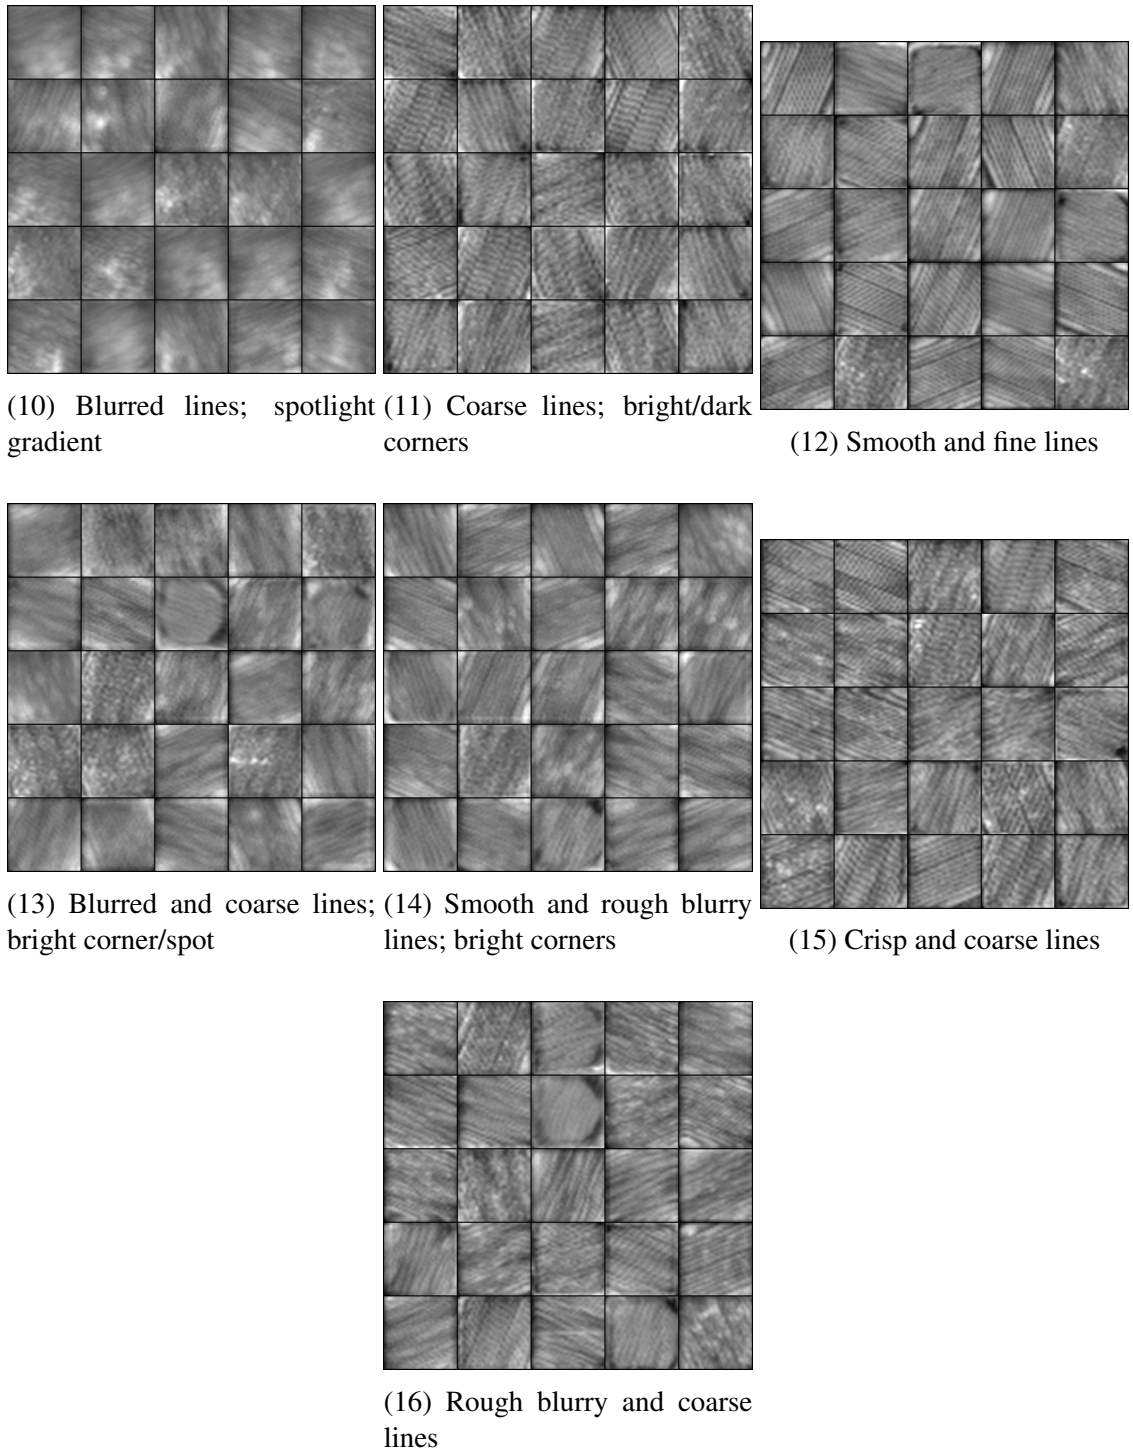 (10) Blurred lines; spotlight
gradient
(11) Coarse lines; bright/dark
corners
(12) Smooth and fine lines
(13) Blurred and coarse lines;
bright corner/spot
(14) Smooth and rough blurry
lines; bright corners
(15) Crisp and coarse lines
(16) Rough blurry and coarse
lines